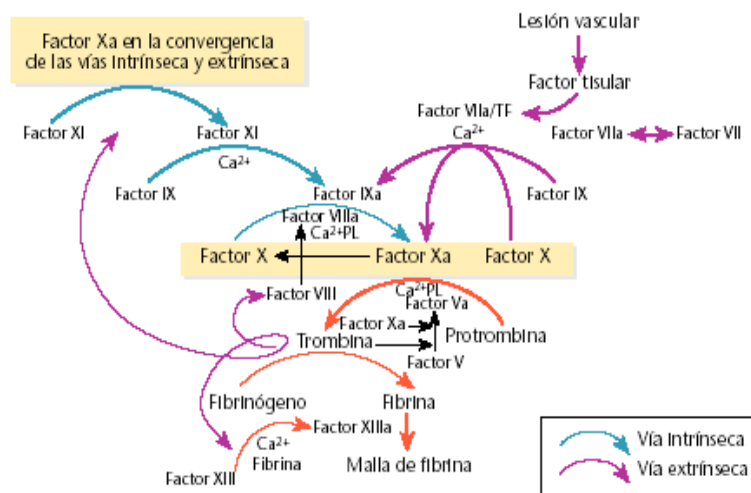 Lesión vascular
Factor Xa en la convergencia
de las vías intrínseca y extrínseca
Factor tisular
Factor VIIa/TF
Ca²⁺
Factor VIIa
Factor VII
Factor XI
Factor XI
Ca²⁺
Factor IX
Factor IXa
Factor IX
Factor VIIIa
Ca²⁺PL
Factor X
Factor Xa
Factor X
Ca²⁺PL
Factor VIII
Factor Va
Factor Xa
Trombina
Protrombina
Factor V
Fibrinógeno
Fibrina
Factor XIIIa
Ca²⁺
Fibrina
Factor XIII
Malla de fibrina
Vía intrínseca
Vía extrínseca